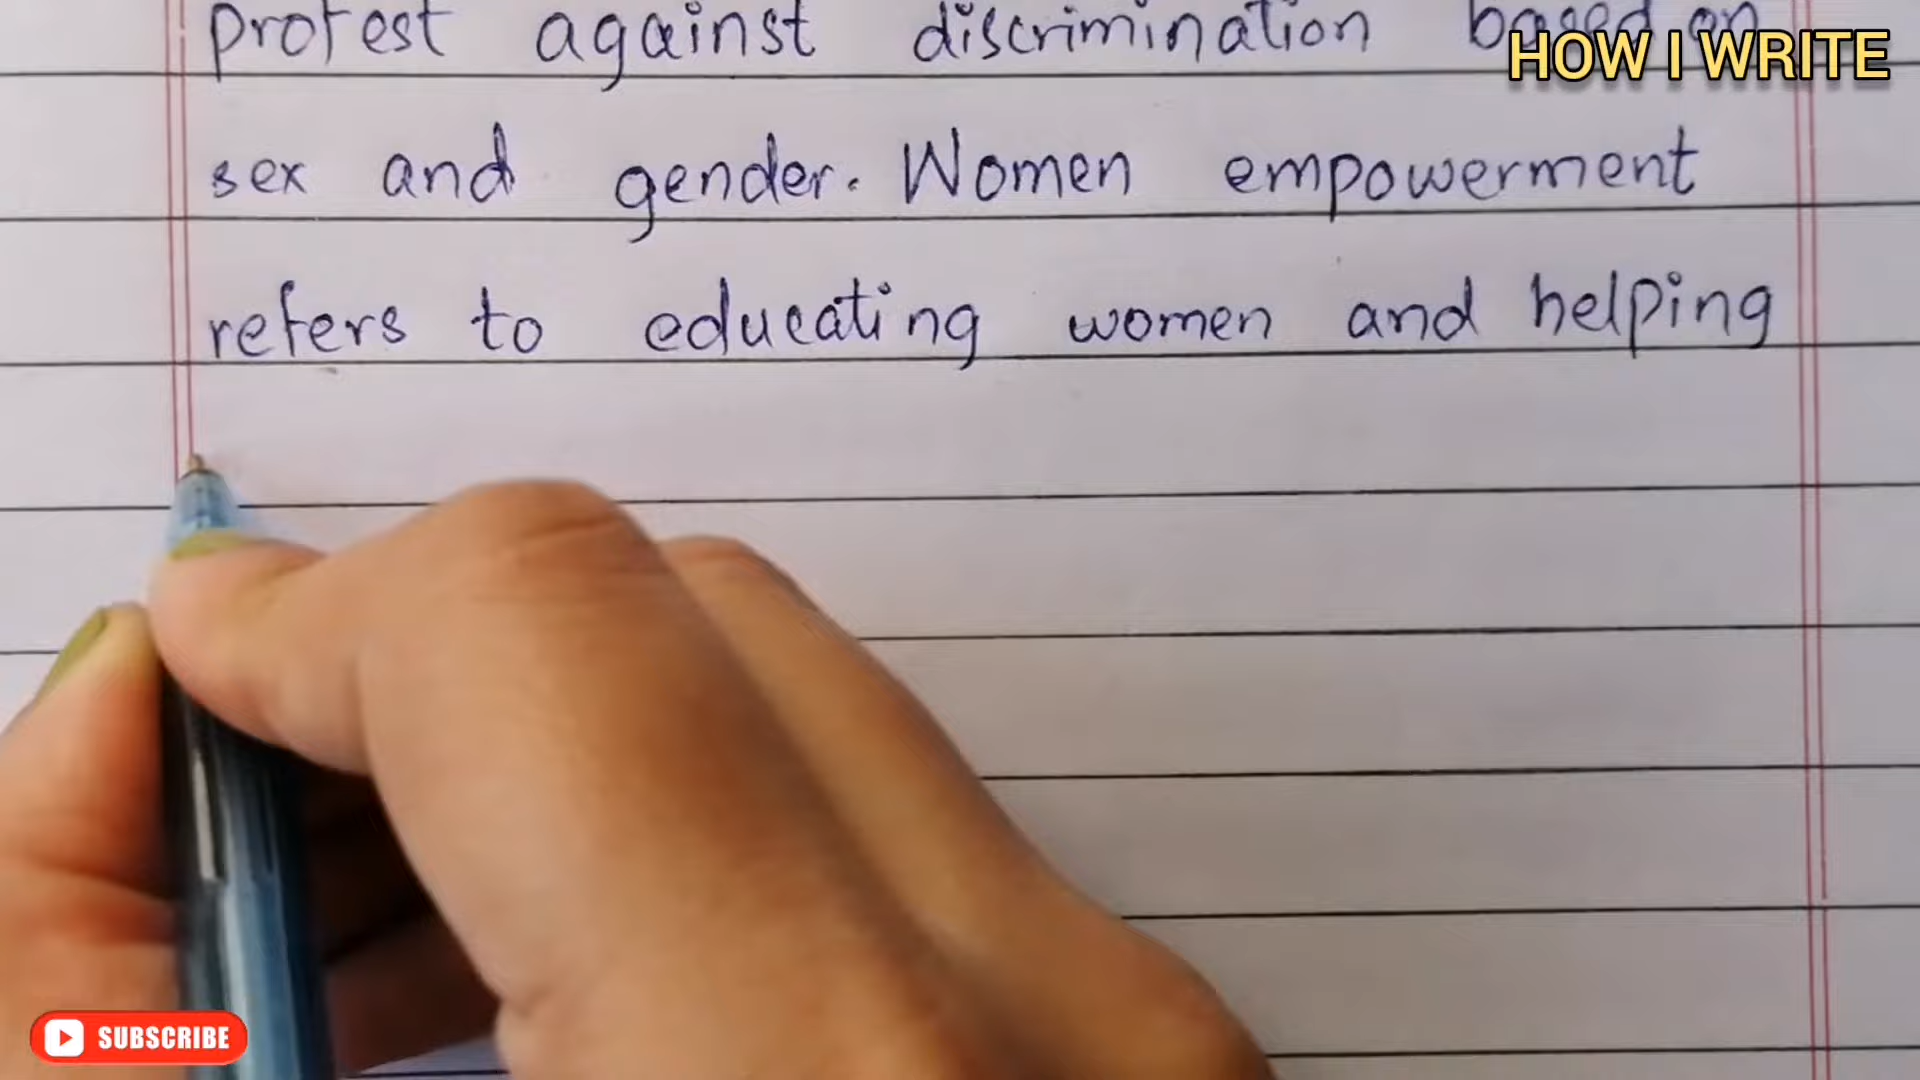 protest against discrimination based on
HOW I WRITE
sex and gender. Women empowerment
refers to educating women and helping
SUBSCRIBE